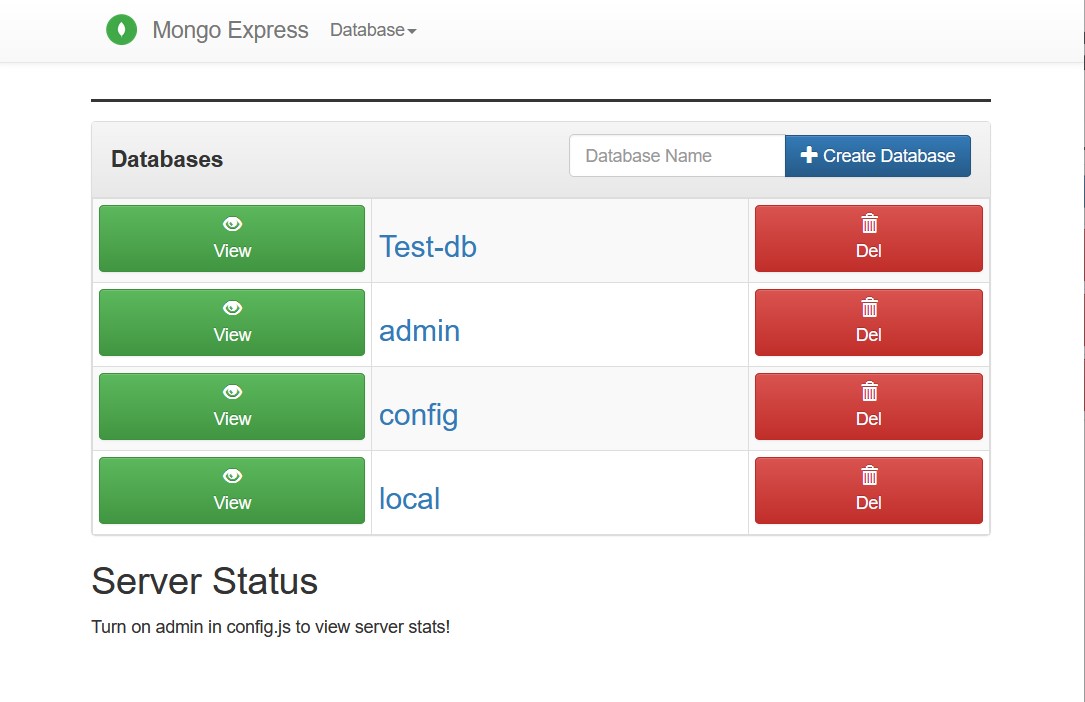 Mongo Express Database
Databases
Database Name
Create Database
View Test-db Del
View admin Del
View config Del
View local Del
Server Status
Turn on admin in config.js to view server stats!